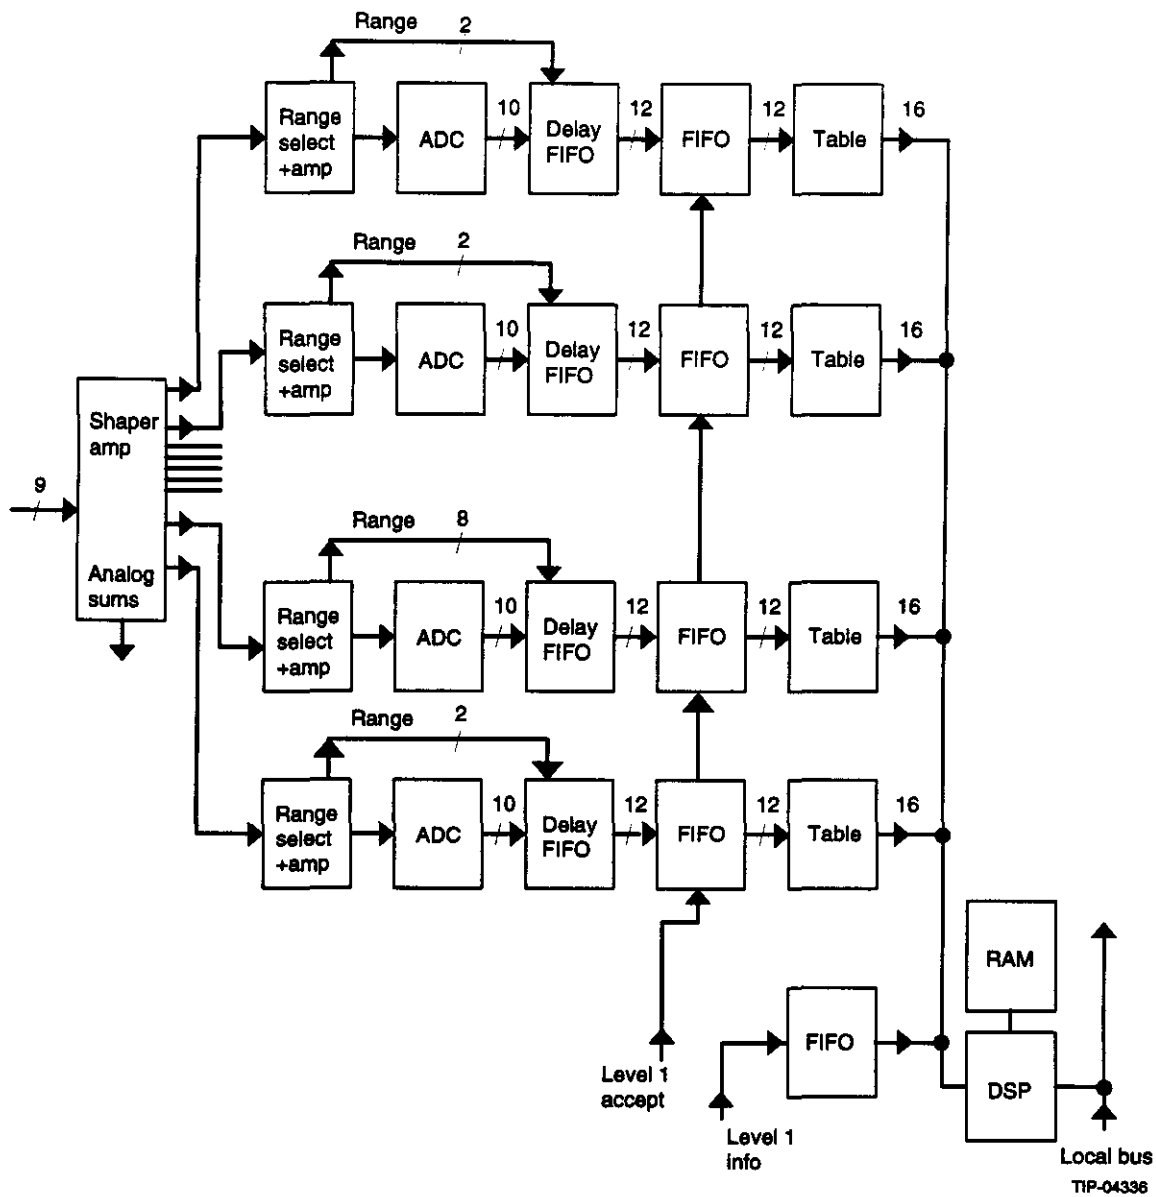 Range 2
Range
select
+amp
ADC
10
Delay
FIFO
12
FIFO
12
Table
16
Range 2
Range
select
+amp
ADC
10
Delay
FIFO
12
FIFO
12
Table
16
Shaper
amp
9
Analog
sums
Range 8
Range
select
+amp
ADC
10
Delay
FIFO
12
FIFO
12
Table
16
Range 2
Range
select
+amp
ADC
10
Delay
FIFO
12
FIFO
12
Table
16
RAM
FIFO
DSP
Level 1
accept
Level 1
info
Local bus
TIP-04336